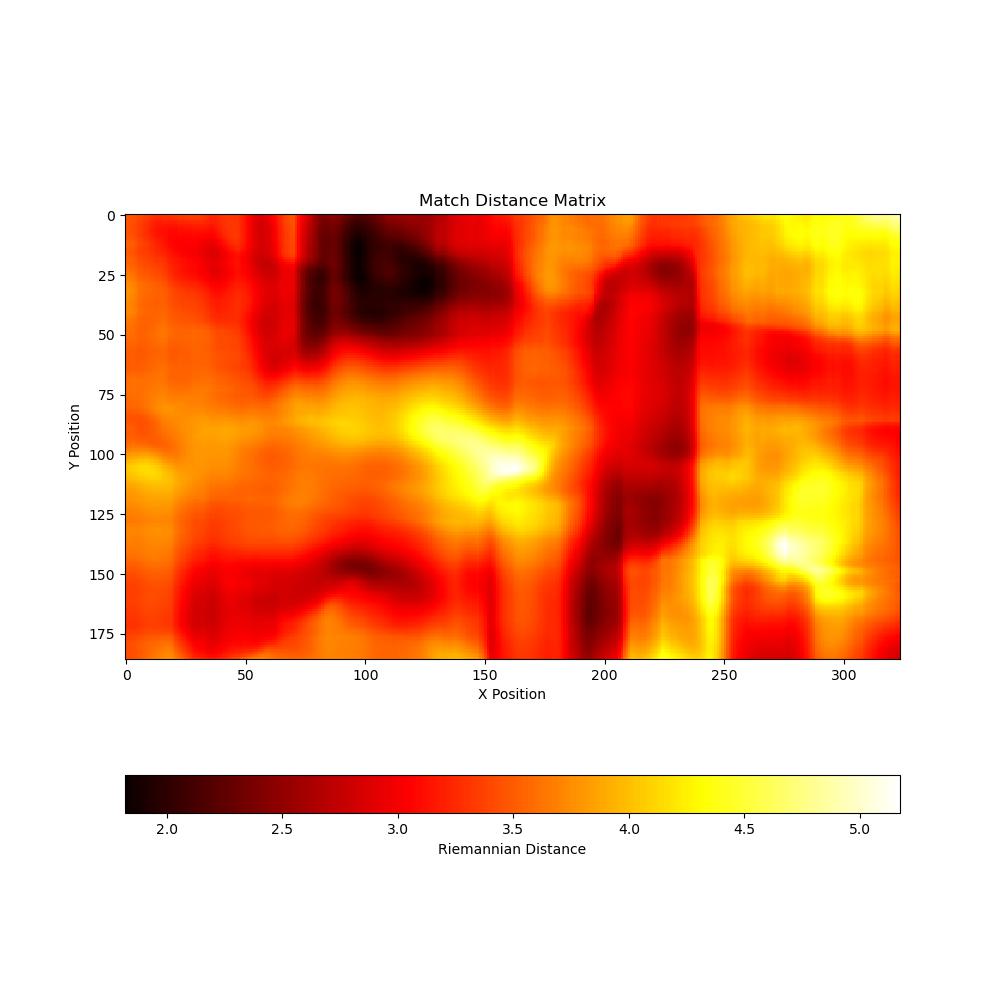 Match Distance Matrix
0
25
50
75
100
125
150
175
Y Position
0 50 100 150 200 250 300
X Position
2.0 2.5 3.0 3.5 4.0 4.5 5.0
Riemannian Distance